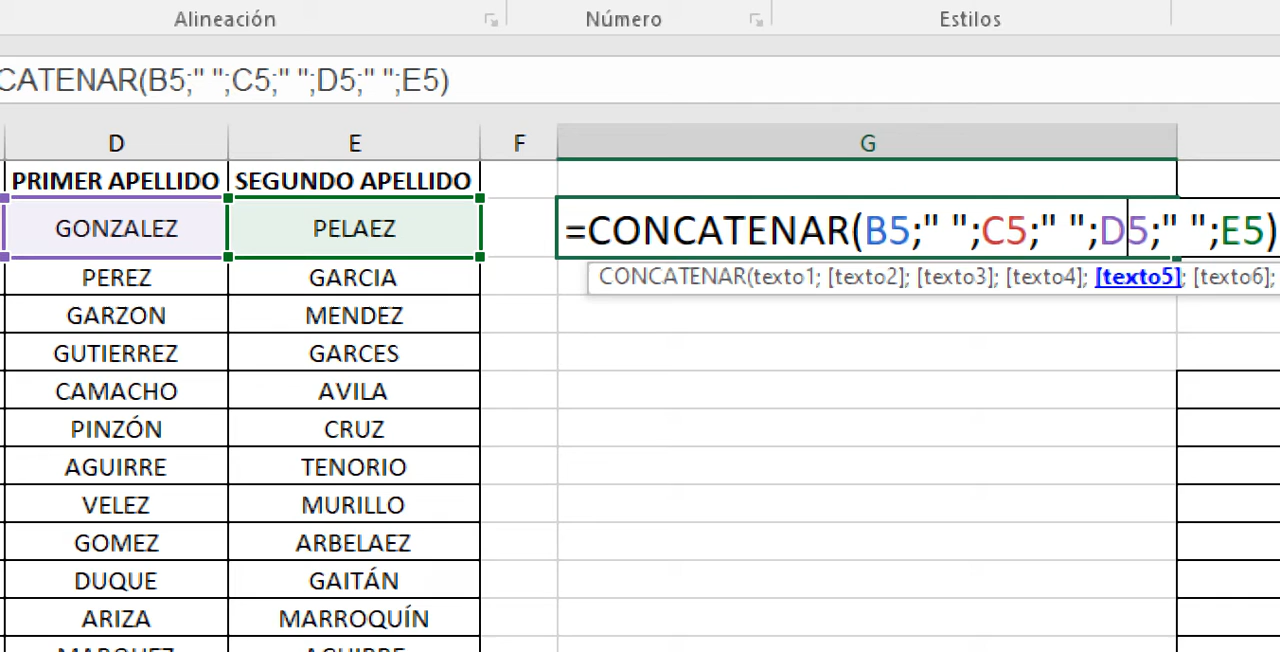 Alineación Número Estilos
CATENAR(B5;" ";C5;" ";D5;" ";E5)
D E F G
PRIMER APELLIDO SEGUNDO APELLIDO
GONZALEZ PELAEZ =CONCATENAR(B5;" ";C5;" ";D5;" ";E5)
PEREZ GARCIA CONCATENAR(texto1; [texto2]; [texto3]; [texto4]; [texto5]; [texto6];
GARZON MENDEZ
GUTIERREZ GARCES
CAMACHO AVILA
PINZÓN CRUZ
AGUIRRE TENORIO
VELEZ MURILLO
GOMEZ ARBELAEZ
DUQUE GAITÁN
ARIZA MARROQUÍN